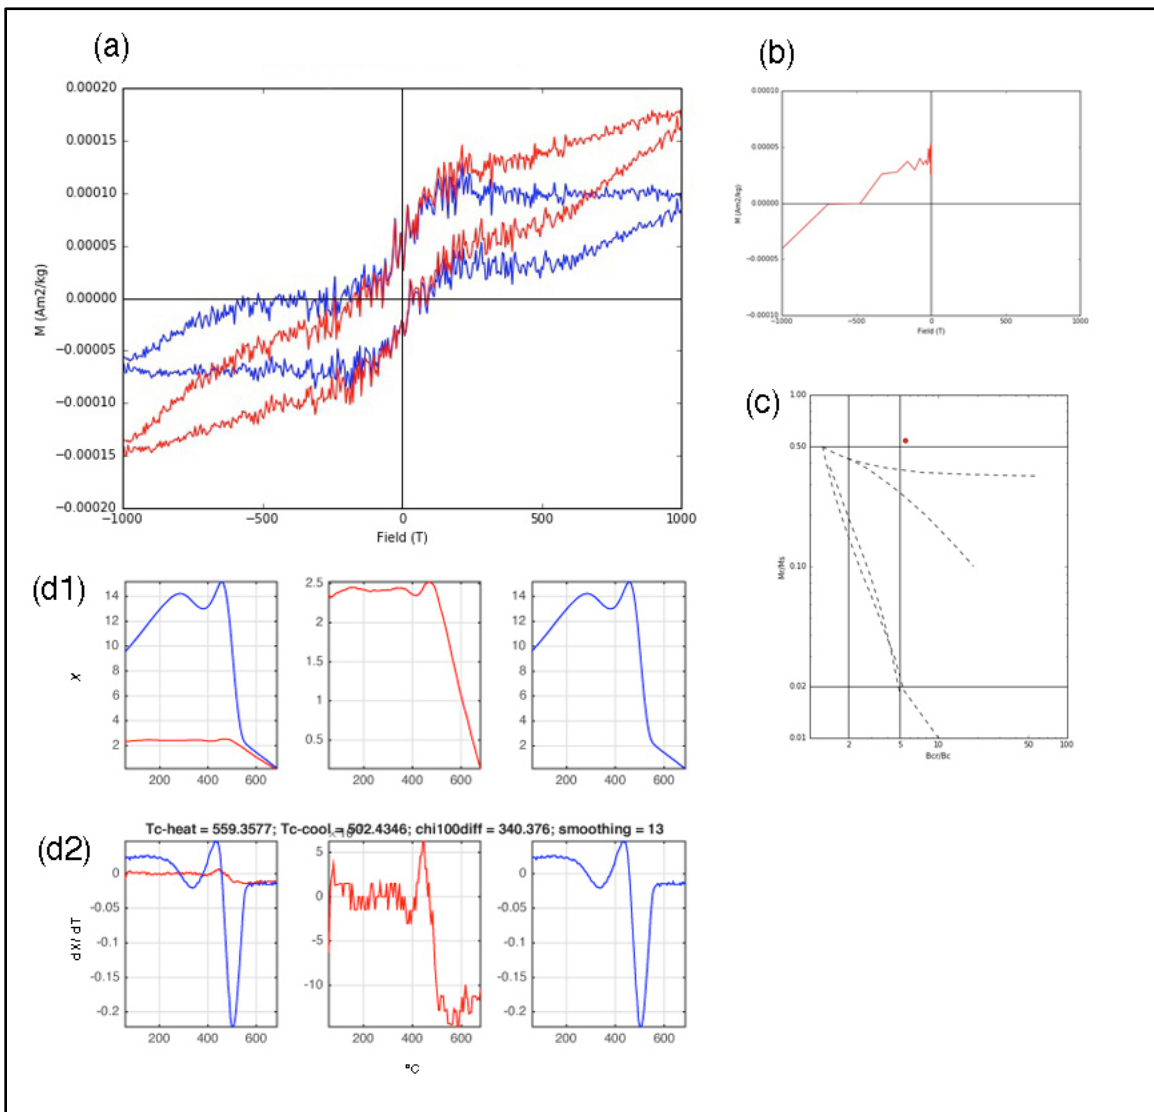 (a)
0.00020
0.00015
0.00010
0.00005
0.00000
−0.00005
−0.00010
−0.00015
−0.00020
M (Am2/kg)
−1000 −500 0 500 1000
Field (T)
(b)
0.00010
0.00005
0.00000
−0.00005
−0.00010
M (Am2/kg)
−1000 −500 0 500 1000
Field (T)
(c)
1.00
0.50
0.10
0.02
0.01
Mr/Ms
2 5 10 50 100
Bcr/Bc
(d1)
14
12
10
8
6
4
2
200 400 600
2.5
2
1.5
1
0.5
200 400 600
14
12
10
8
6
4
2
200 400 600
Tc-heat = 559.3577; Tc-cool = 502.4346; chi100diff = 340.376; smoothing = 13
(d2)
0
-0.05
-0.1
-0.15
-0.2
dX/dT
200 400 600
5
0
-5
-10
200 400 600
0
-0.05
-0.1
-0.15
-0.2
200 400 600
°C